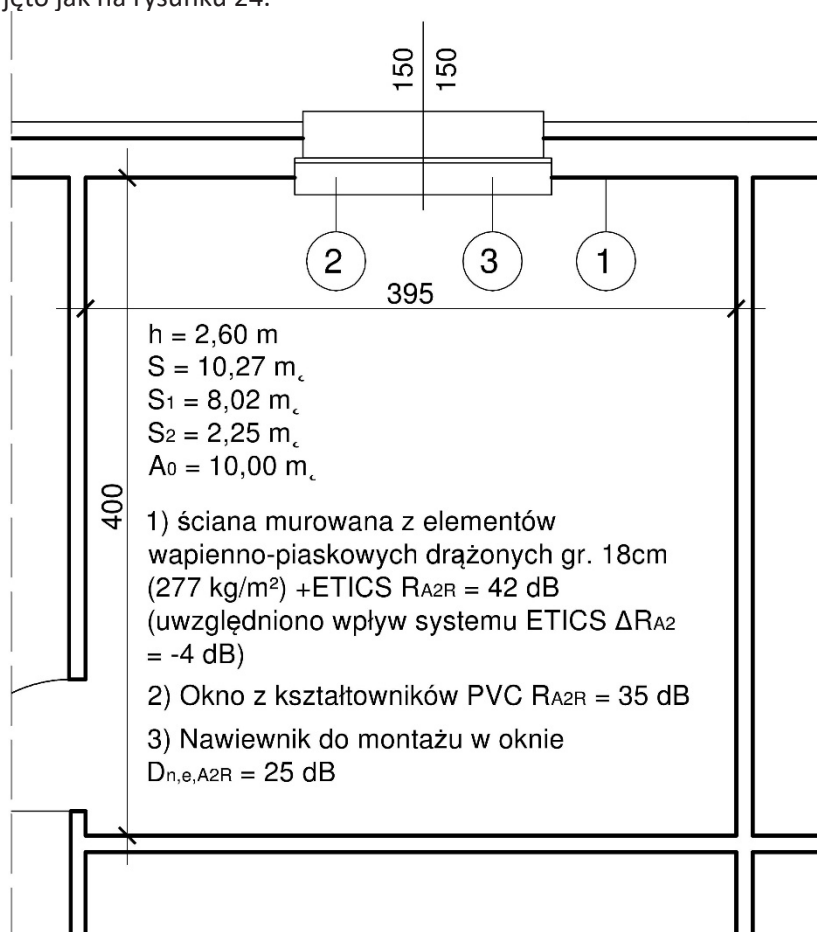 jęto jak na rysunku 24.
150
150
2
3
1
395
h = 2,60 m
S = 10,27 m˛
S1 = 8,02 m˛
S2 = 2,25 m˛
A0 = 10,00 m˛
400
1) ściana murowana z elementów
wapienno-piaskowych drążonych gr. 18cm
(277 kg/m²) +ETICS RA2R = 42 dB
(uwzględniono wpływ systemu ETICS ΔRA2
= -4 dB)
2) Okno z kształtowników PVC RA2R = 35 dB
3) Nawiewnik do montażu w oknie
Dn,e,A2R = 25 dB